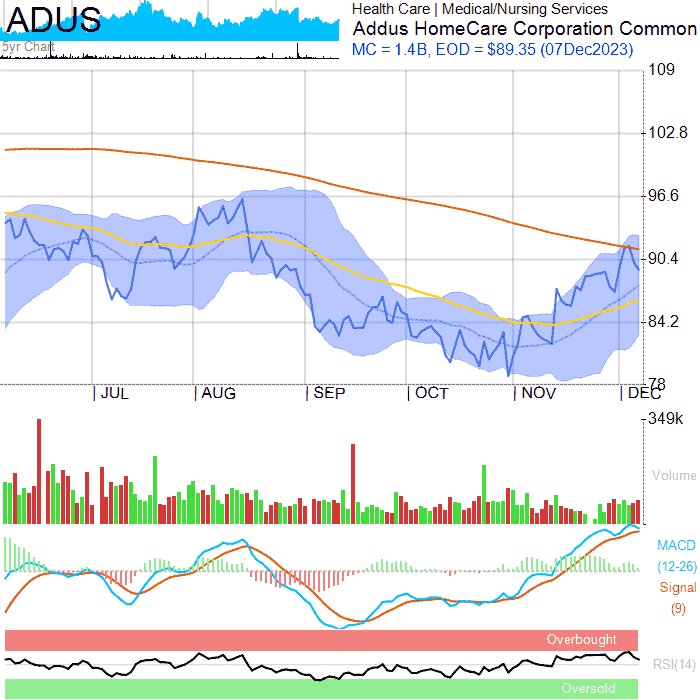 ADUS
5yr Chart
Health Care | Medical/Nursing Services
Addus HomeCare Corporation Common
MC = 1.4B, EOD = $89.35 (07Dec2023)
109
102.8
96.6
90.4
84.2
78
JUL AUG SEP OCT NOV DEC
349k
Volume
MACD
(12-26)
Signal
(9)
Overbought
RSI(14)
Oversold